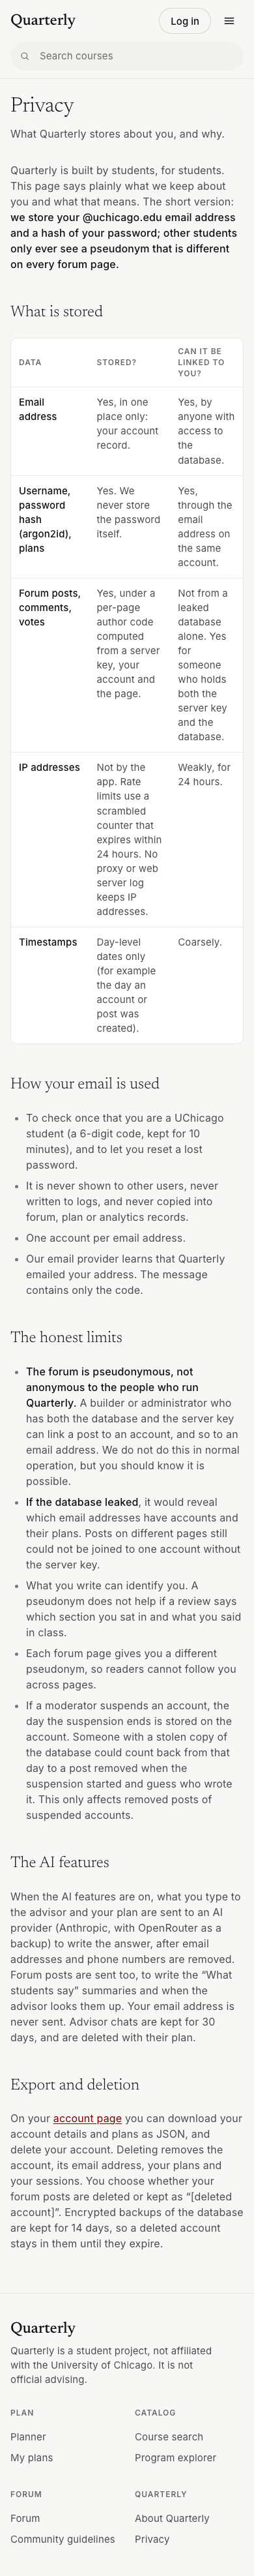 Quarterly
Log in
Search courses
Privacy
What Quarterly stores about you, and why.
Quarterly is built by students, for students.
This page says plainly what we keep about
you and what that means. The short version:
we store your @uchicago.edu email address
and a hash of your password; other students
only ever see a pseudonym that is different
on every forum page.
What is stored
DATA
STORED?
CAN IT BE
LINKED TO
YOU?
Email
address
Yes, in one
place only:
your account
record.
Yes, by
anyone with
access to
the
database.
Username,
password
hash
(argon2id),
plans
Yes. We
never store
the password
itself.
Yes,
through the
email
address on
the same
account.
Forum posts,
comments,
votes
Yes, under a
per-page
author code
computed
from a server
key, your
account and
the page.
Not from a
leaked
database
alone. Yes
for
someone
who holds
both the
server key
and the
database.
IP addresses
Not by the
app. Rate
limits use a
scrambled
counter that
expires within
24 hours. No
proxy or web
server log
keeps IP
addresses.
Weakly, for
24 hours.
Timestamps
Day-level
dates only
(for example
the day an
account or
post was
created).
Coarsely.
How your email is used
• To check once that you are a UChicago
student (a 6-digit code, kept for 10
minutes), and to let you reset a lost
password.
• It is never shown to other users, never
written to logs, and never copied into
forum, plan or analytics records.
• One account per email address.
• Our email provider learns that Quarterly
emailed your address. The message
contains only the code.
The honest limits
• The forum is pseudonymous, not
anonymous to the people who run
Quarterly. A builder or administrator who
has both the database and the server key
can link a post to an account, and so to an
email address. We do not do this in normal
operation, but you should know it is
possible.
• If the database leaked, it would reveal
which email addresses have accounts and
their plans. Posts on different pages still
could not be joined to one account without
the server key.
• What you write can identify you. A
pseudonym does not help if a review says
which section you sat in and what you said
in class.
• Each forum page gives you a different
pseudonym, so readers cannot follow you
across pages.
• If a moderator suspends an account, the
day the suspension ends is stored on the
account. Someone with a stolen copy of
the database could count back from that
day to a post removed when the
suspension started and guess who wrote
it. This only affects removed posts of
suspended accounts.
The AI features
When the AI features are on, what you type to
the advisor and your plan are sent to an AI
provider (Anthropic, with OpenRouter as a
backup) to write the answer, after email
addresses and phone numbers are removed.
Forum posts are sent too, to write the “What
students say” summaries and when the
advisor looks them up. Your email address is
never sent. Advisor chats are kept for 30
days, and are deleted with their plan.
Export and deletion
On your account page you can download your
account details and plans as JSON, and
delete your account. Deleting removes the
account, its email address, your plans and
your sessions. You choose whether your
forum posts are deleted or kept as “[deleted
account]”. Encrypted backups of the database
are kept for 14 days, so a deleted account
stays in them until they expire.
Quarterly
Quarterly is a student project, not affiliated
with the University of Chicago. It is not
official advising.
PLAN
Planner
My plans
CATALOG
Course search
Program explorer
FORUM
Forum
Community guidelines
QUARTERLY
About Quarterly
Privacy